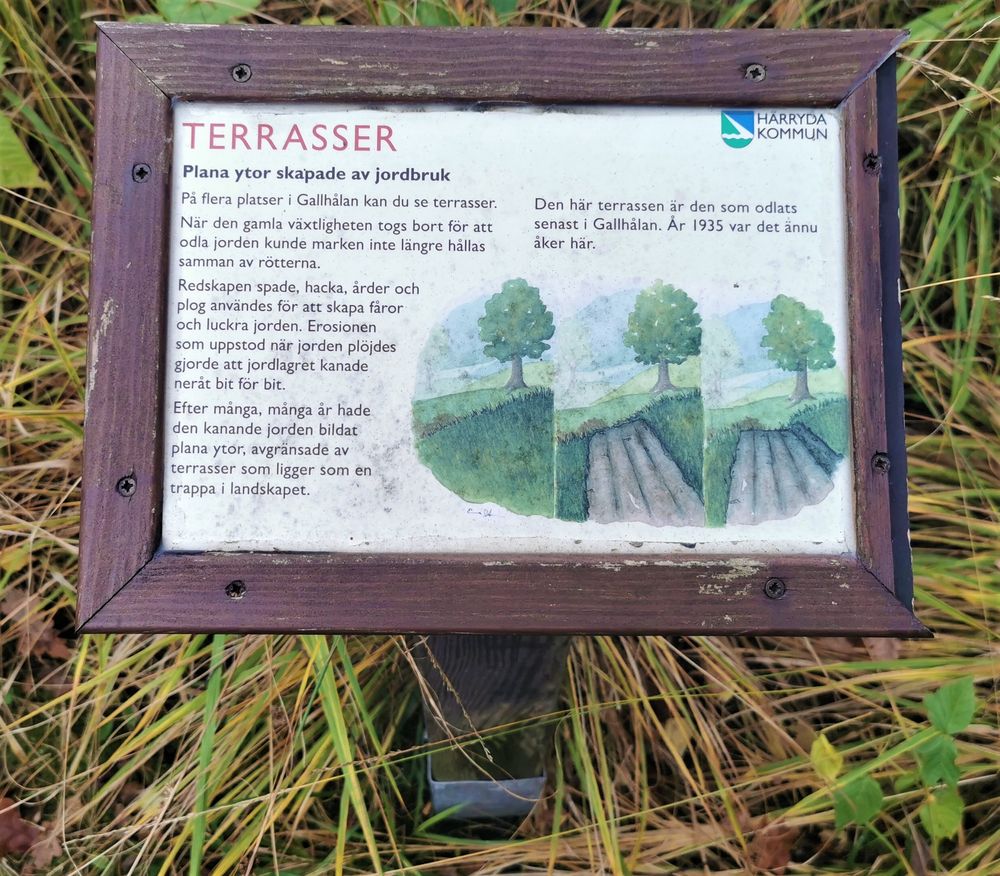 TERRASSER
HÄRRYDA
KOMMUN
Plana ytor skapade av jordbruk
På flera platser i Gallhålan kan du se terrasser.
När den gamla växtligheten togs bort för att
odla jorden kunde marken inte längre hållas
samman av rötterna.
Redskapen spade, hacka, årder och
plog användes för att skapa fåror
och luckra jorden. Erosionen
som uppstod när jorden plöjdes
gjorde att jordlagret kanade
neråt bit för bit.
Efter många, många år hade
den kanande jorden bildat
plana ytor, avgränsade av
terrasser som ligger som en
trappa i landskapet.
Den här terrassen är den som odlats
senast i Gallhålan. År 1935 var det ännu
åker här.